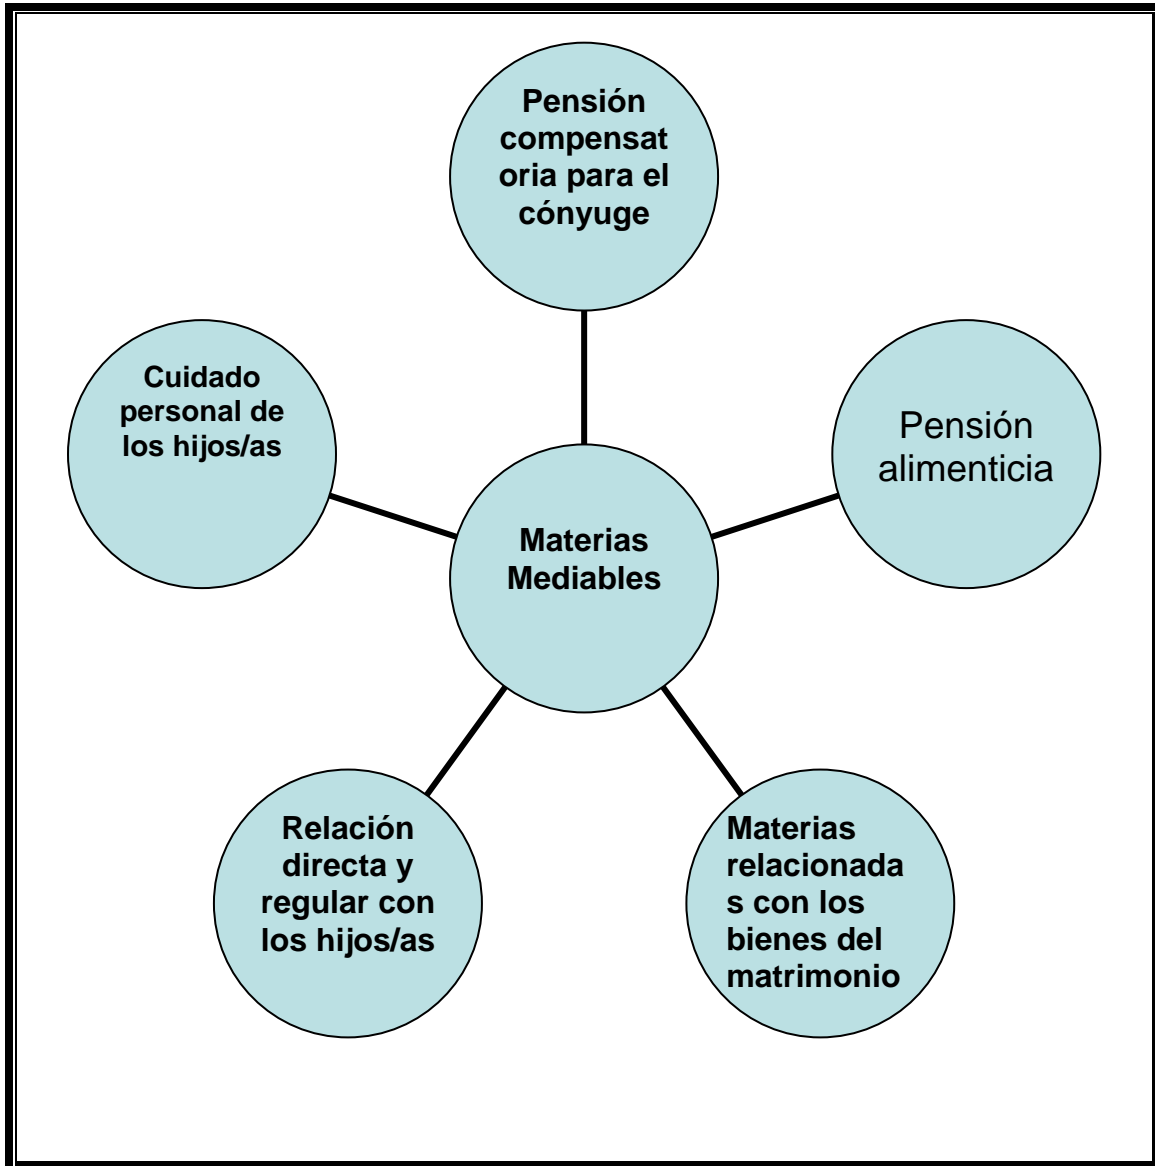 Pensión
compensat
oria para el
cónyuge
Cuidado
personal de
los hijos/as
Pensión
alimenticia
Materias
Mediables
Relación
directa y
regular con
los hijos/as
Materias
relacionada
s con los
bienes del
matrimonio